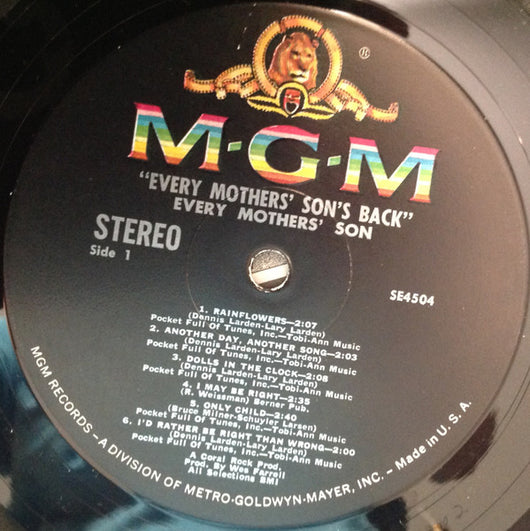 ®
M-G-M
"EVERY MOTHERS' SON'S BACK"
EVERY MOTHERS' SON
STEREO
Side 1
SE4504
1. RAINFLOWERS—2:07
(Dennis Larden-Lary Larden)
Pocket Full Of Tunes, Inc.—Tobi-Ann Music
2. ANOTHER DAY, ANOTHER SONG—2:03
(Dennis Larden-Lary Larden)
Pocket Full Of Tunes, Inc.—Tobi-Ann Music
3. DOLLS IN THE CLOCK—2:08
(Dennis Larden-Lary Larden)
Pocket Full Of Tunes, Inc.—Tobi-Ann Music
4. I MAY BE RIGHT—2:35
(R. Weissman) Berner Pub.
5. ONLY CHILD—2:40
(Bruce Milner-Schuyler Larsen)
Pocket Full Of Tunes, Inc.—Tobi-Ann Music
6. I'D RATHER BE RIGHT THAN WRONG—2:00
(Dennis Larden-Lary Larden)
Pocket Full Of Tunes, Inc.—Tobi-Ann Music
A Coral Rock Prod.
Prod. By Wes Farrell
All Selections BMI
MGM RECORDS – A DIVISION OF METRO-GOLDWYN-MAYER, INC. – Made in U.S.A.